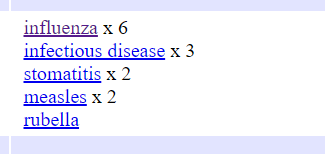 influenza x 6
infectious disease x 3
stomatitis x 2
measles x 2
rubella